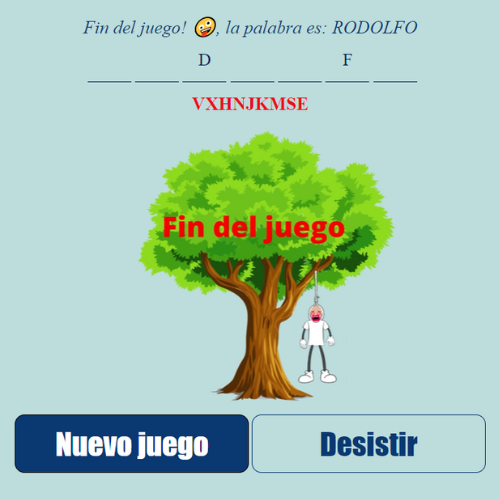 Fin del juego! 🤪, la palabra es: RODOLFO
D F
VXHNJKMSE
Fin del juego
Nuevo juego
Desistir